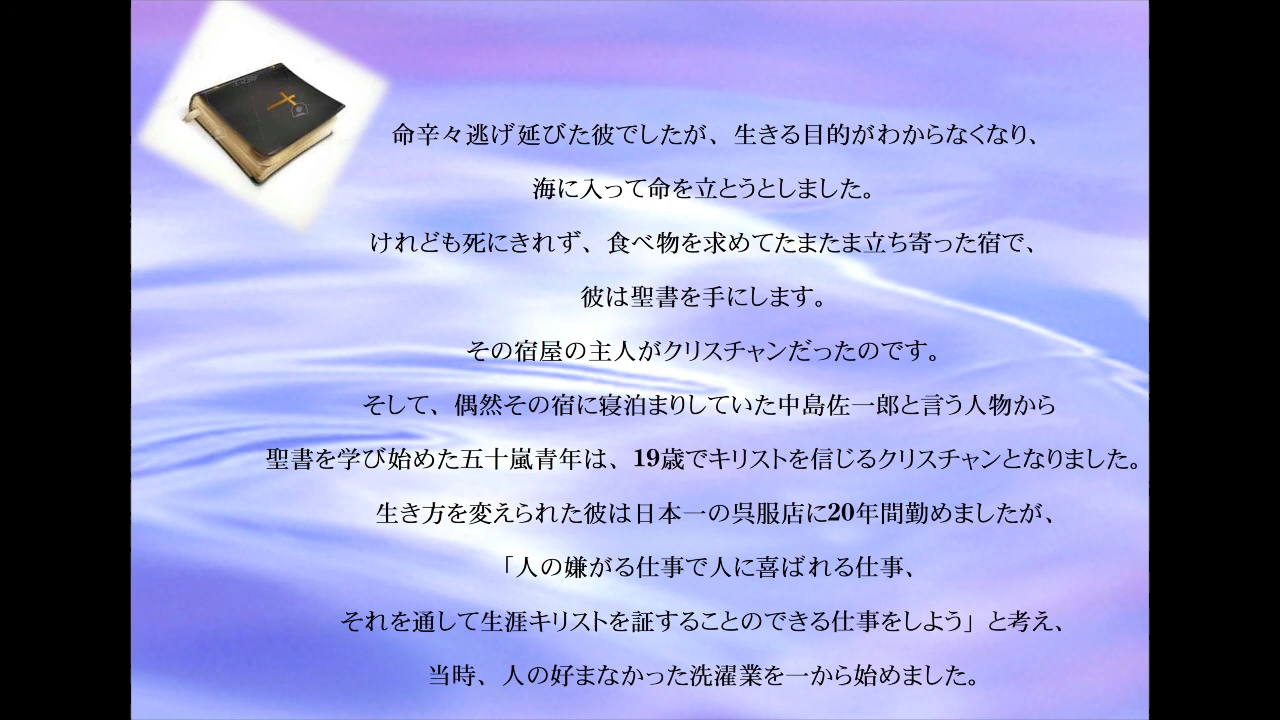 命辛々逃げ延びた彼でしたが、生きる目的がわからなくなり、
海に入って命を立とうとしました。
けれども死にきれず、食べ物を求めてたまたま立ち寄った宿で、
彼は聖書を手にします。
その宿屋の主人がクリスチャンだったのです。
そして、偶然その宿に寝泊まりしていた中島佐一郎と言う人物から
聖書を学び始めた五十嵐青年は、19歳でキリストを信じるクリスチャンとなりました。
生き方を変えられた彼は日本一の呉服店に20年間勤めましたが、
「人の嫌がる仕事で人に喜ばれる仕事、
それを通して生涯キリストを証することのできる仕事をしよう」と考え、
当時、人の好まなかった洗濯業を一から始めました。